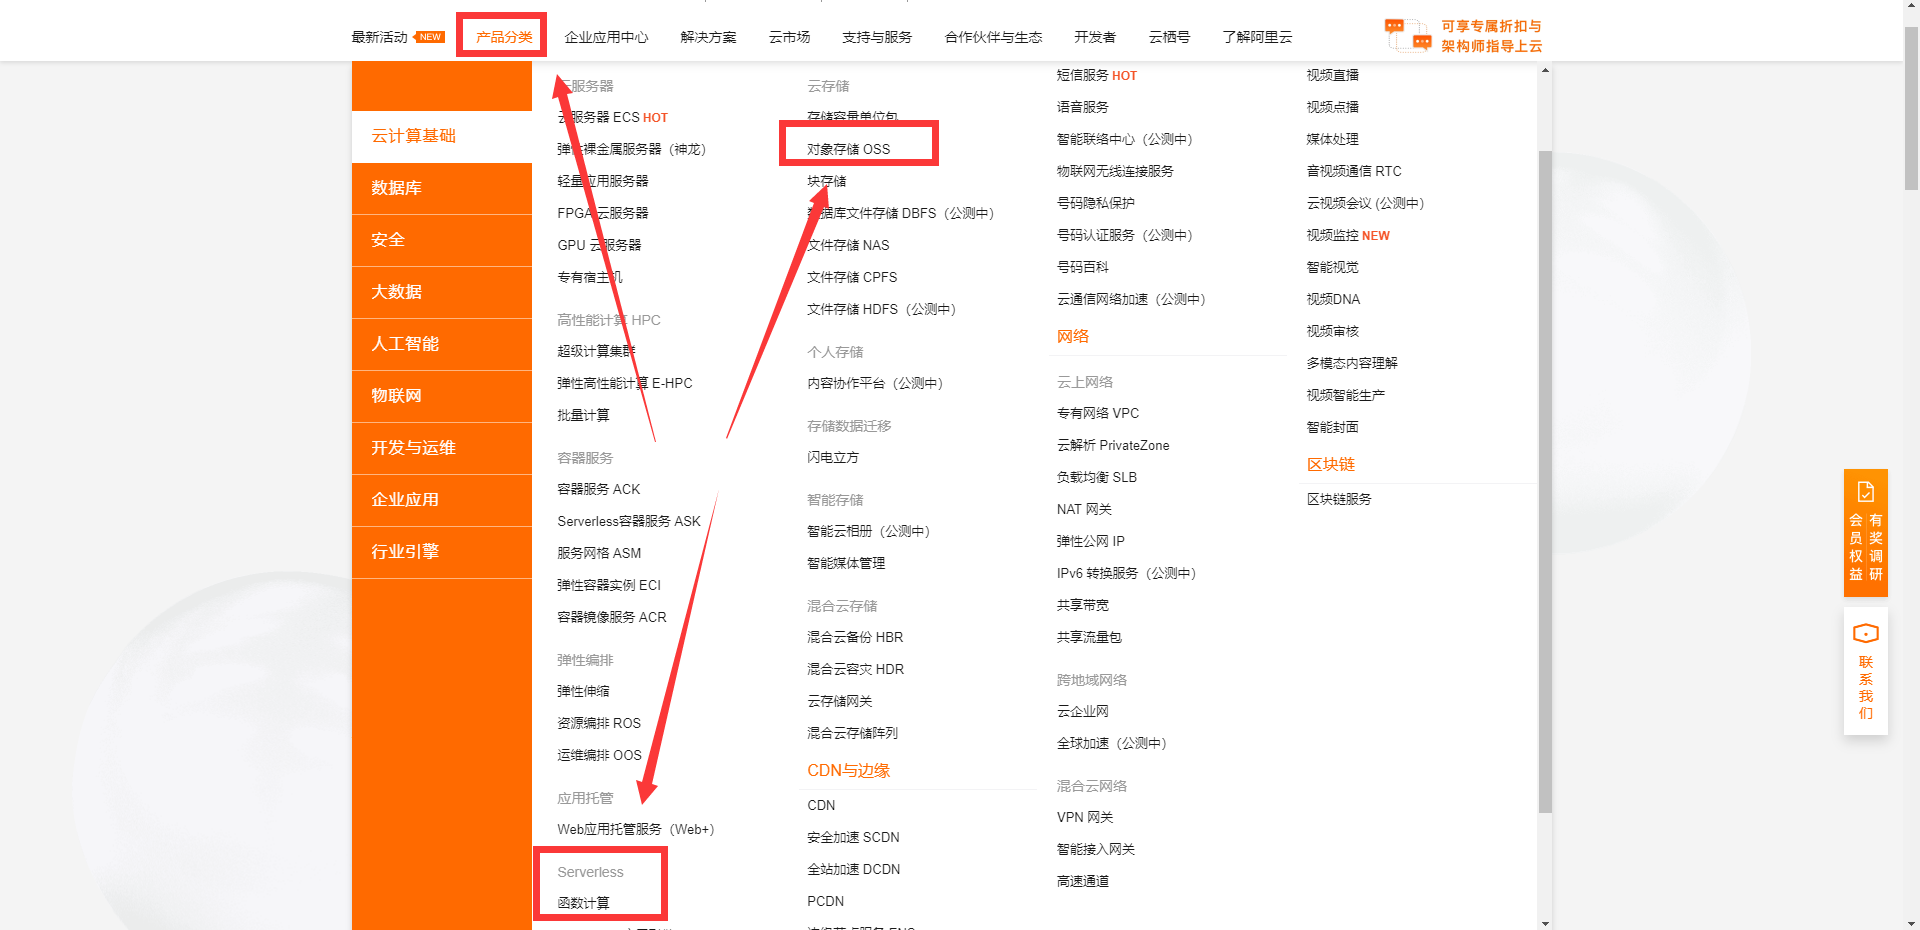 最新活动 NEW
产品分类
企业应用中心
解决方案
云市场
支持与服务
合作伙伴与生态
开发者
云栖号
了解阿里云
可享专属折扣与
架构师指导上云
云计算基础
数据库
安全
大数据
人工智能
物联网
开发与运维
企业应用
行业引擎
云服务器
云服务器 ECS HOT
弹性裸金属服务器（神龙）
轻量应用服务器
FPGA 云服务器
GPU 云服务器
专有宿主机
高性能计算 HPC
超级计算集群
弹性高性能计算 E-HPC
批量计算
容器服务
容器服务 ACK
Serverless容器服务 ASK
服务网格 ASM
弹性容器实例 ECI
容器镜像服务 ACR
弹性编排
弹性伸缩
资源编排 ROS
运维编排 OOS
应用托管
Web应用托管服务（Web+）
Serverless
函数计算
云存储
存储容量单位包
对象存储 OSS
块存储
数据库文件存储 DBFS（公测中）
文件存储 NAS
文件存储 CPFS
文件存储 HDFS（公测中）
个人存储
内容协作平台（公测中）
存储数据迁移
闪电立方
智能存储
智能云相册（公测中）
智能媒体管理
混合云存储
混合云备份 HBR
混合云容灾 HDR
云存储网关
混合云存储阵列
CDN与边缘
CDN
安全加速 SCDN
全站加速 DCDN
PCDN
短信服务 HOT
语音服务
智能联络中心（公测中）
物联网无线连接服务
号码隐私保护
号码认证服务（公测中）
号码百科
云通信网络加速（公测中）
网络
云上网络
专有网络 VPC
云解析 PrivateZone
负载均衡 SLB
NAT 网关
弹性公网 IP
IPv6 转换服务（公测中）
共享带宽
共享流量包
跨地域网络
云企业网
全球加速（公测中）
混合云网络
VPN 网关
智能接入网关
高速通道
视频直播
视频点播
媒体处理
音视频通信 RTC
云视频会议 (公测中)
视频监控 NEW
智能视觉
视频DNA
视频审核
多模态内容理解
视频智能生产
智能封面
区块链
区块链服务
会员权益
有奖调研
联系我们